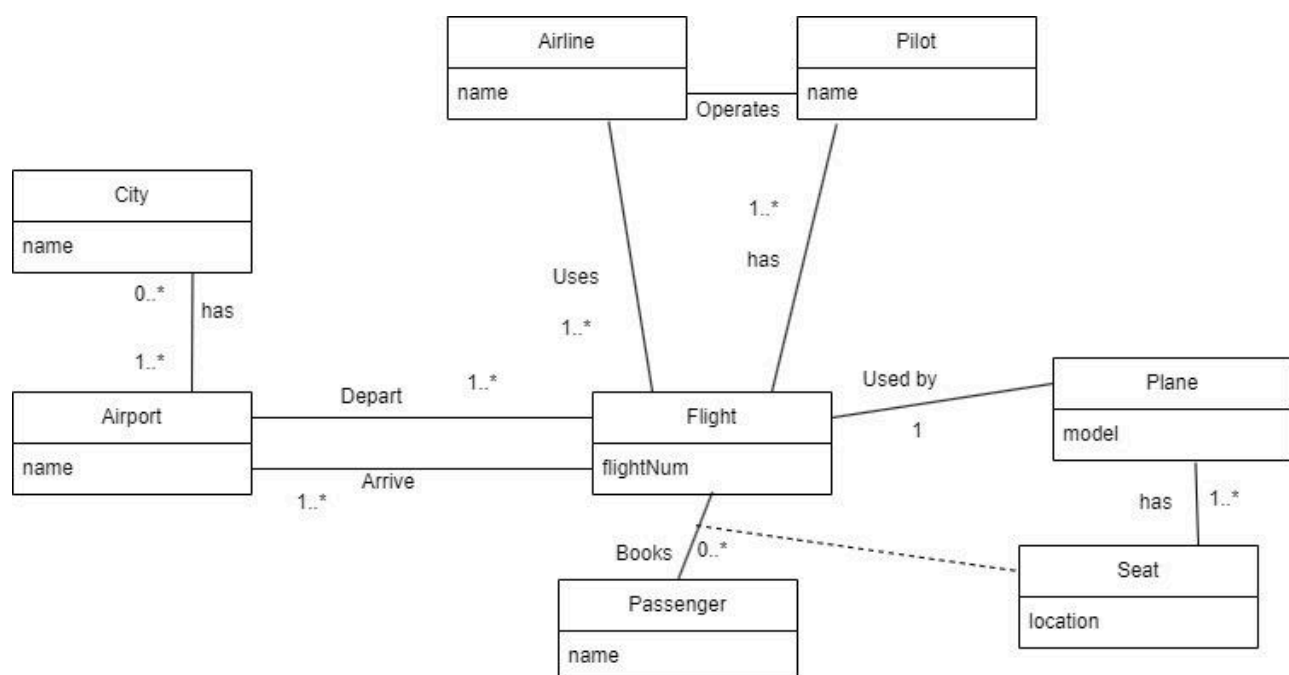 Airline
name
Pilot
name
Operates
City
name
0..*
has
1..*
Uses
1..*
1..*
has
Airport
name
Depart
1..*
Arrive
1..*
Flight
flightNum
Used by
1
Plane
model
has
1..*
Books
0..*
Seat
location
Passenger
name